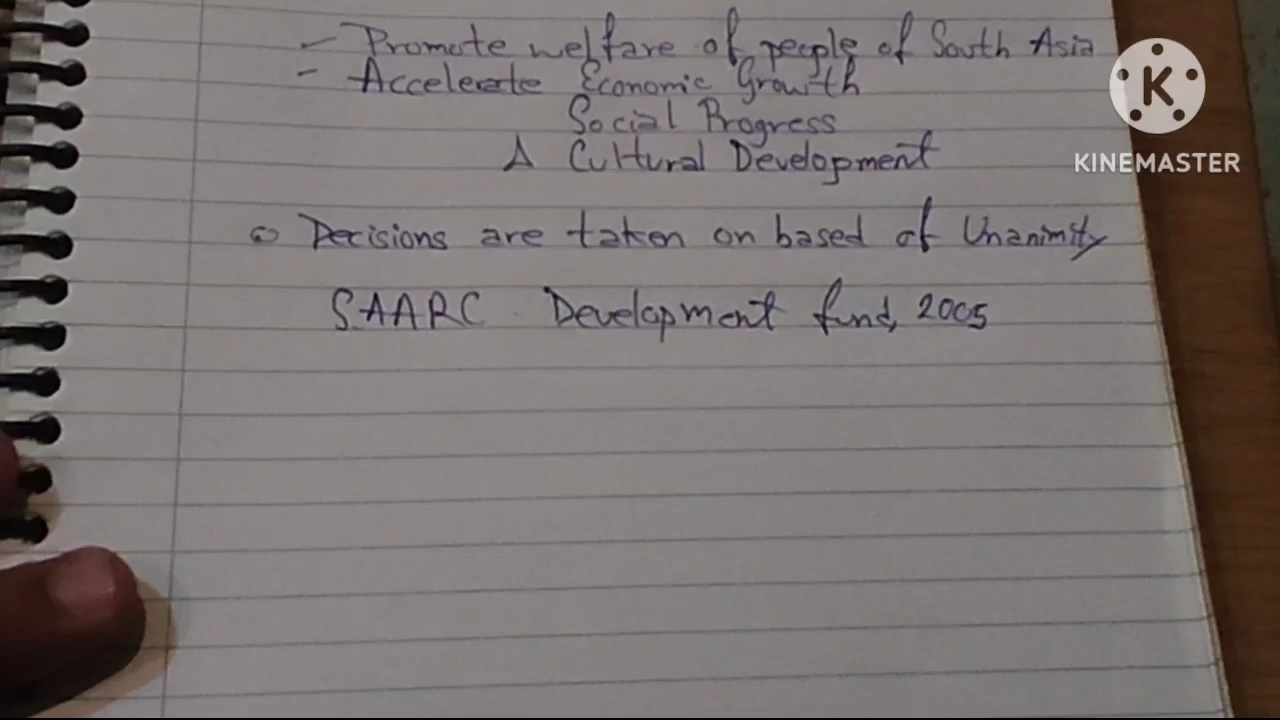 - Promote welfare of people of South Asia
- Accelerate Economic Growth
Social Progress
& Cultural Development
o Decisions are taken on based of Unanimity
SAARC Development fund, 2005
K
KINEMASTER